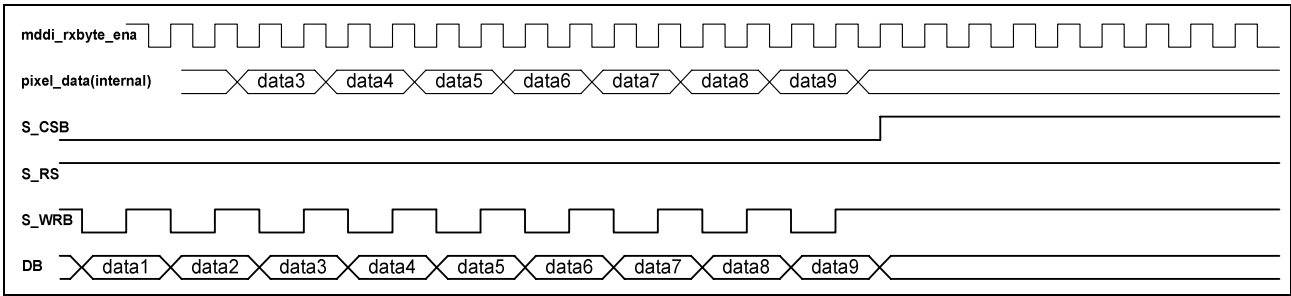 mddi_rxbyte_ena
pixel_data(internal) data3 data4 data5 data6 data7 data8 data9
S_CSB
S_RS
S_WRB
DB data1 data2 data3 data4 data5 data6 data7 data8 data9